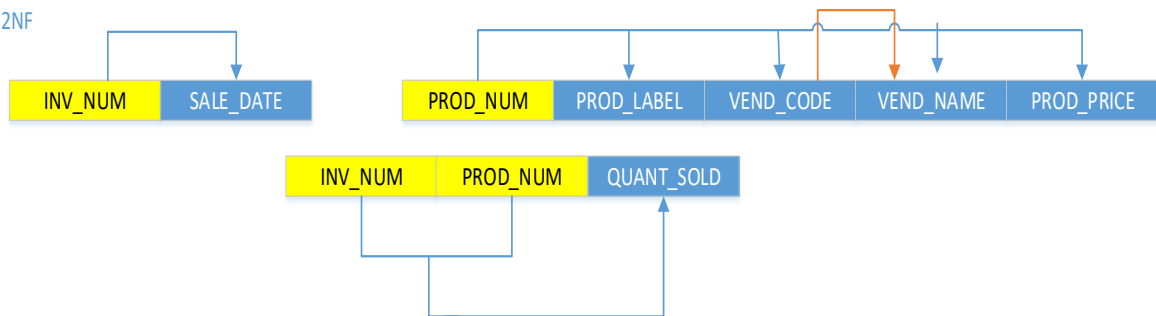 2NF
INV_NUM SALE_DATE
PROD_NUM PROD_LABEL VEND_CODE VEND_NAME PROD_PRICE
INV_NUM PROD_NUM QUANT_SOLD